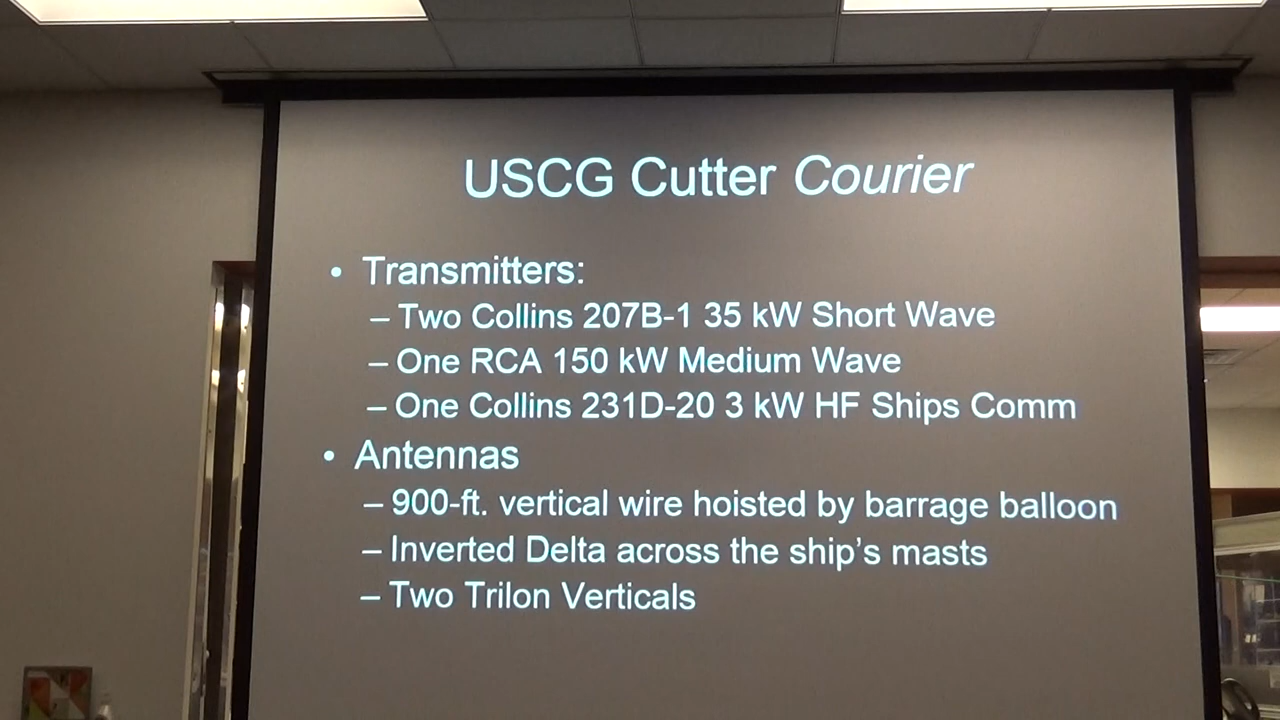 USCG Cutter Courier
• Transmitters:
– Two Collins 207B-1 35 kW Short Wave
– One RCA 150 kW Medium Wave
– One Collins 231D-20 3 kW HF Ships Comm
• Antennas
– 900-ft. vertical wire hoisted by barrage balloon
– Inverted Delta across the ship's masts
– Two Trilon Verticals